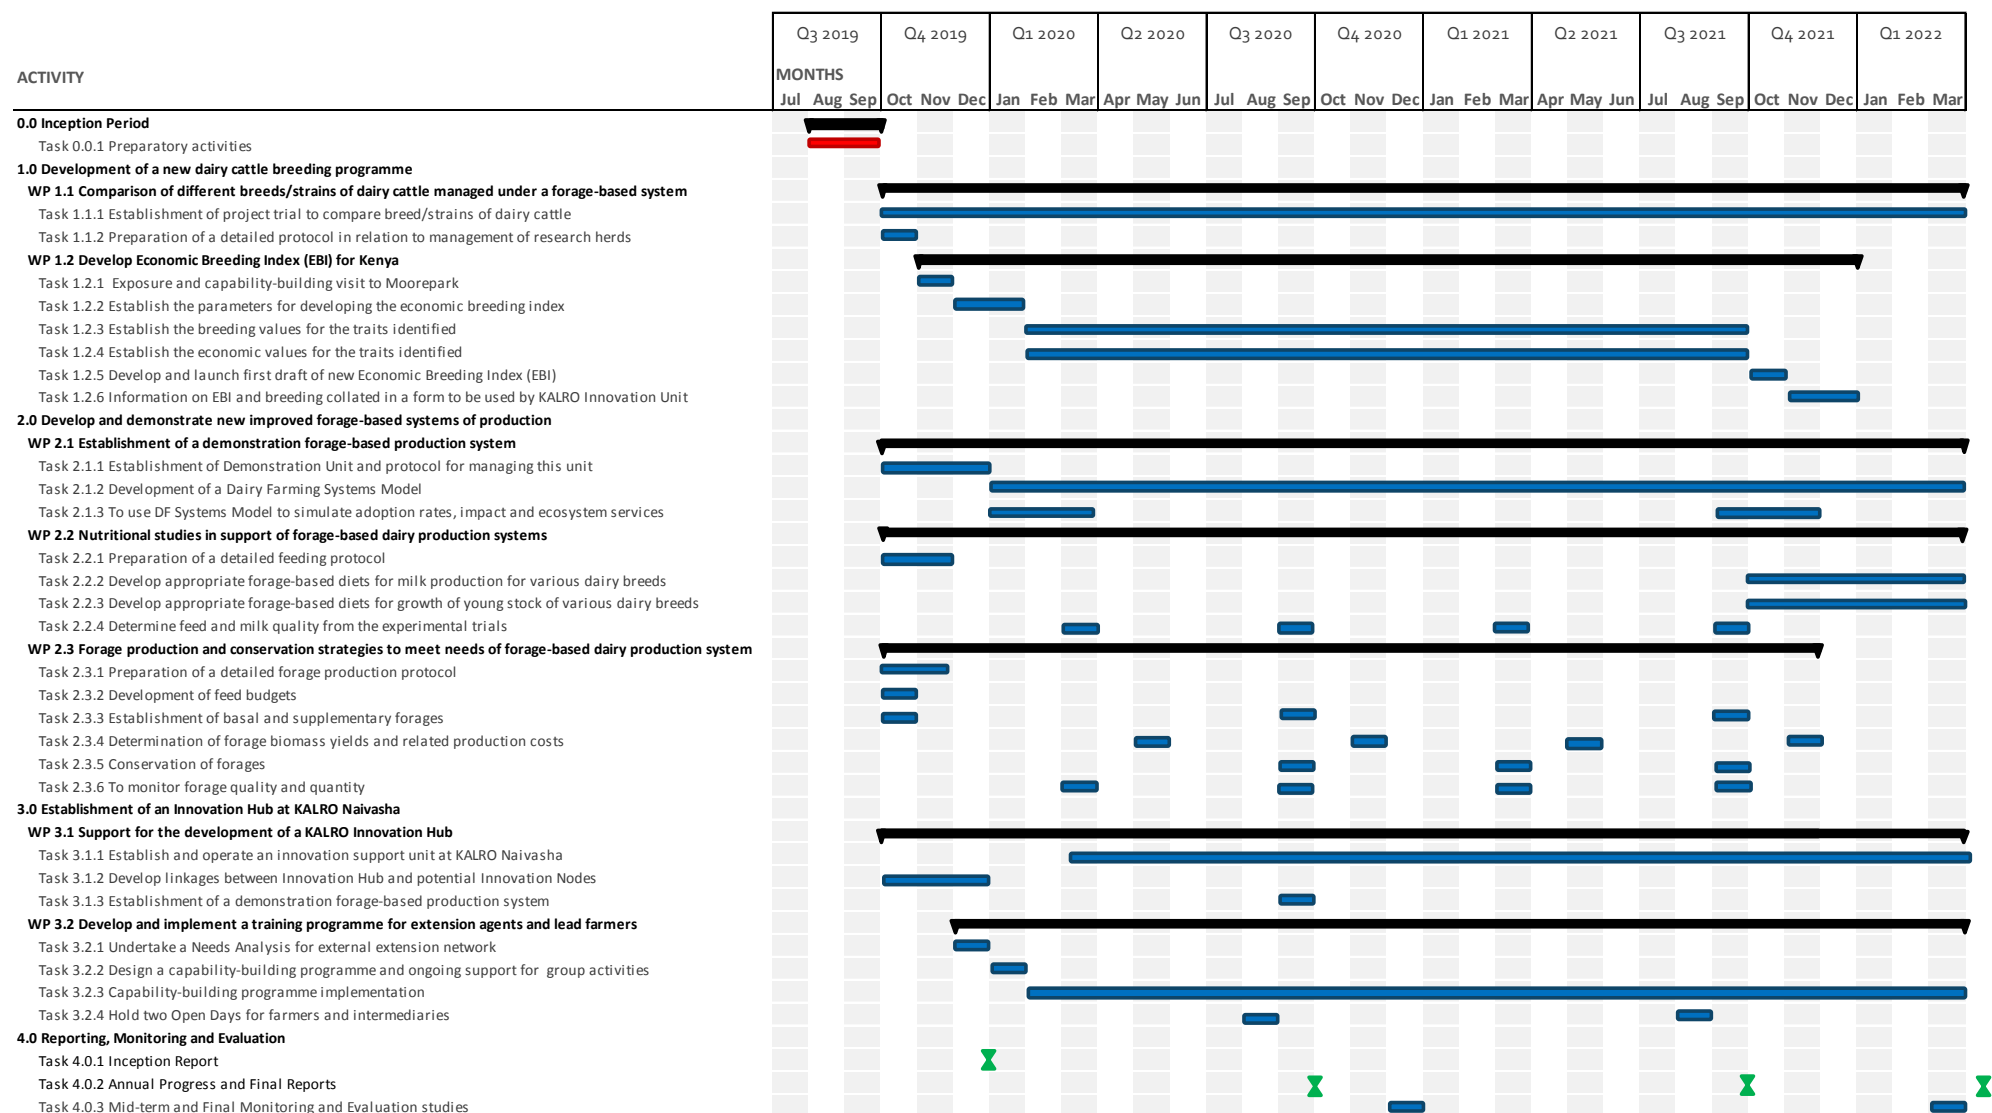 Q3 2019 Q4 2019 Q1 2020 Q2 2020 Q3 2020 Q4 2020 Q1 2021 Q2 2021 Q3 2021 Q4 2021 Q1 2022
ACTIVITY MONTHS
Jul Aug Sep Oct Nov Dec Jan Feb Mar Apr May Jun Jul Aug Sep Oct Nov Dec Jan Feb Mar Apr May Jun Jul Aug Sep Oct Nov Dec Jan Feb Mar
0.0 Inception Period
Task 0.0.1 Preparatory activities
1.0 Development of a new dairy cattle breeding programme
WP 1.1 Comparison of different breeds/strains of dairy cattle managed under a forage-based system
Task 1.1.1 Establishment of project trial to compare breed/strains of dairy cattle
Task 1.1.2 Preparation of a detailed protocol in relation to management of research herds
WP 1.2 Develop Economic Breeding Index (EBI) for Kenya
Task 1.2.1 Exposure and capability-building visit to Moorepark
Task 1.2.2 Establish the parameters for developing the economic breeding index
Task 1.2.3 Establish the breeding values for the traits identified
Task 1.2.4 Establish the economic values for the traits identified
Task 1.2.5 Develop and launch first draft of new Economic Breeding Index (EBI)
Task 1.2.6 Information on EBI and breeding collated in a form to be used by KALRO Innovation Unit
2.0 Develop and demonstrate new improved forage-based systems of production
WP 2.1 Establishment of a demonstration forage-based production system
Task 2.1.1 Establishment of Demonstration Unit and protocol for managing this unit
Task 2.1.2 Development of a Dairy Farming Systems Model
Task 2.1.3 To use DF Systems Model to simulate adoption rates, impact and ecosystem services
WP 2.2 Nutritional studies in support of forage-based dairy production systems
Task 2.2.1 Preparation of a detailed feeding protocol
Task 2.2.2 Develop appropriate forage-based diets for milk production for various dairy breeds
Task 2.2.3 Develop appropriate forage-based diets for growth of young stock of various dairy breeds
Task 2.2.4 Determine feed and milk quality from the experimental trials
WP 2.3 Forage production and conservation strategies to meet needs of forage-based dairy production system
Task 2.3.1 Preparation of a detailed forage production protocol
Task 2.3.2 Development of feed budgets
Task 2.3.3 Establishment of basal and supplementary forages
Task 2.3.4 Determination of forage biomass yields and related production costs
Task 2.3.5 Conservation of forages
Task 2.3.6 To monitor forage quality and quantity
3.0 Establishment of an Innovation Hub at KALRO Naivasha
WP 3.1 Support for the development of a KALRO Innovation Hub
Task 3.1.1 Establish and operate an innovation support unit at KALRO Naivasha
Task 3.1.2 Develop linkages between Innovation Hub and potential Innovation Nodes
Task 3.1.3 Establishment of a demonstration forage-based production system
WP 3.2 Develop and implement a training programme for extension agents and lead farmers
Task 3.2.1 Undertake a Needs Analysis for external extension network
Task 3.2.2 Design a capability-building programme and ongoing support for group activities
Task 3.2.3 Capability-building programme implementation
Task 3.2.4 Hold two Open Days for farmers and intermediaries
4.0 Reporting, Monitoring and Evaluation
Task 4.0.1 Inception Report
Task 4.0.2 Annual Progress and Final Reports
Task 4.0.3 Mid-term and Final Monitoring and Evaluation studies